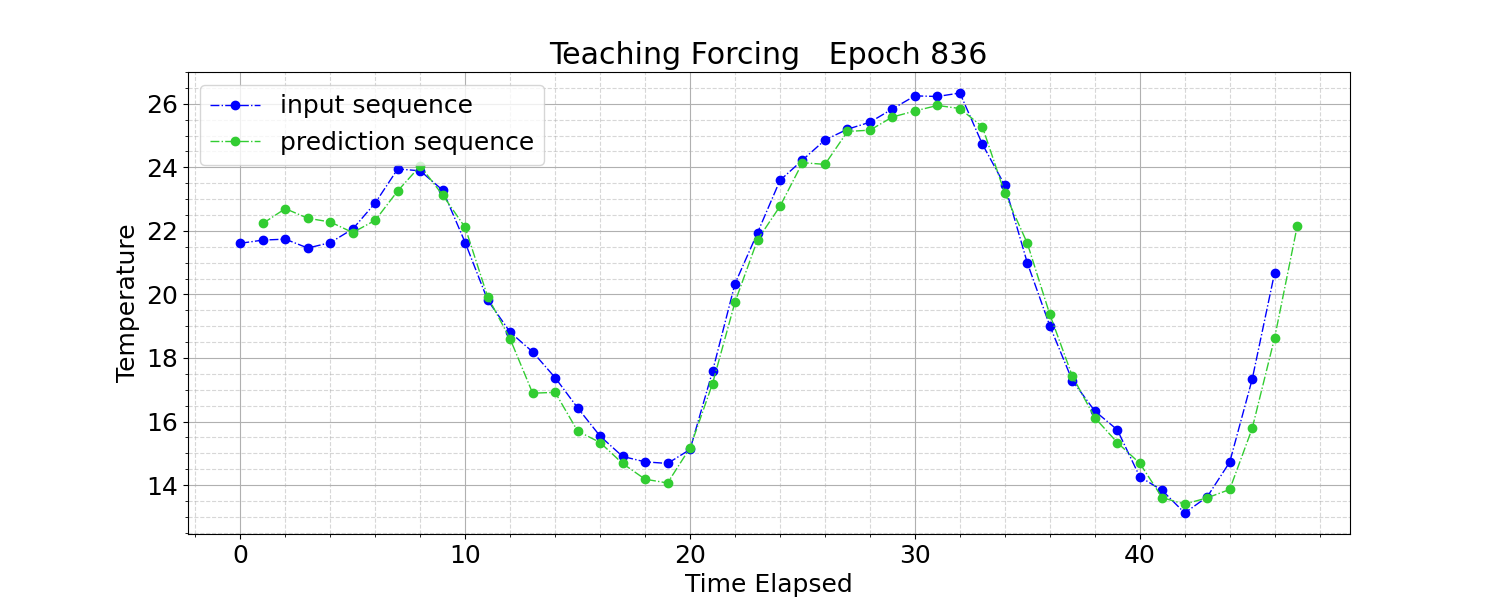 Teaching Forcing   Epoch 836
input sequence
prediction sequence
26
24
22
20
18
16
14
Temperature
0 10 20 30 40
Time Elapsed